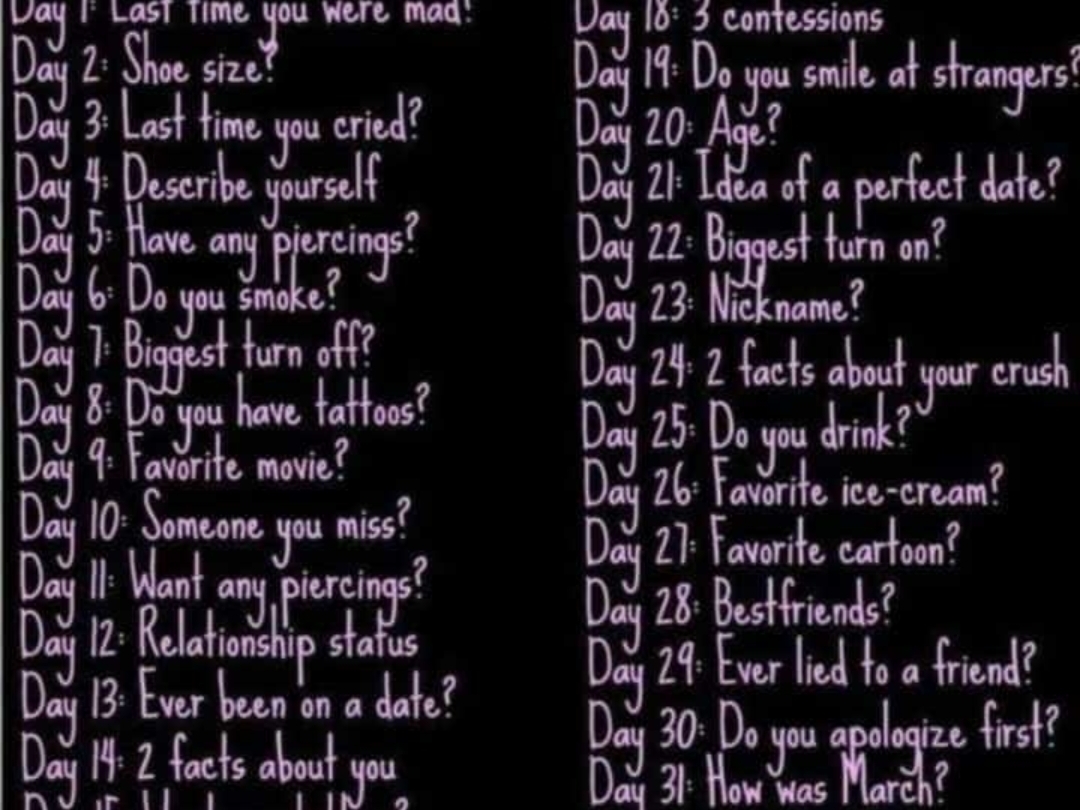 Day 1: Last time you were mad?
Day 2: Shoe size?
Day 3: Last time you cried?
Day 4: Describe yourself
Day 5: Have any piercings?
Day 6: Do you smoke?
Day 7: Biggest turn off?
Day 8: Do you have tattoos?
Day 9: Favorite movie?
Day 10: Someone you miss?
Day 11: Want any piercings?
Day 12: Relationship status
Day 13: Ever been on a date?
Day 14: 2 facts about you
Day 15:
Day 18: 3 confessions
Day 19: Do you smile at strangers?
Day 20: Age?
Day 21: Idea of a perfect date?
Day 22: Biggest turn on?
Day 23: Nickname?
Day 24: 2 facts about your crush
Day 25: Do you drink?
Day 26: Favorite ice-cream?
Day 27: Favorite cartoon?
Day 28: Bestfriends?
Day 29: Ever lied to a friend?
Day 30: Do you apologize first?
Day 31: How was March?